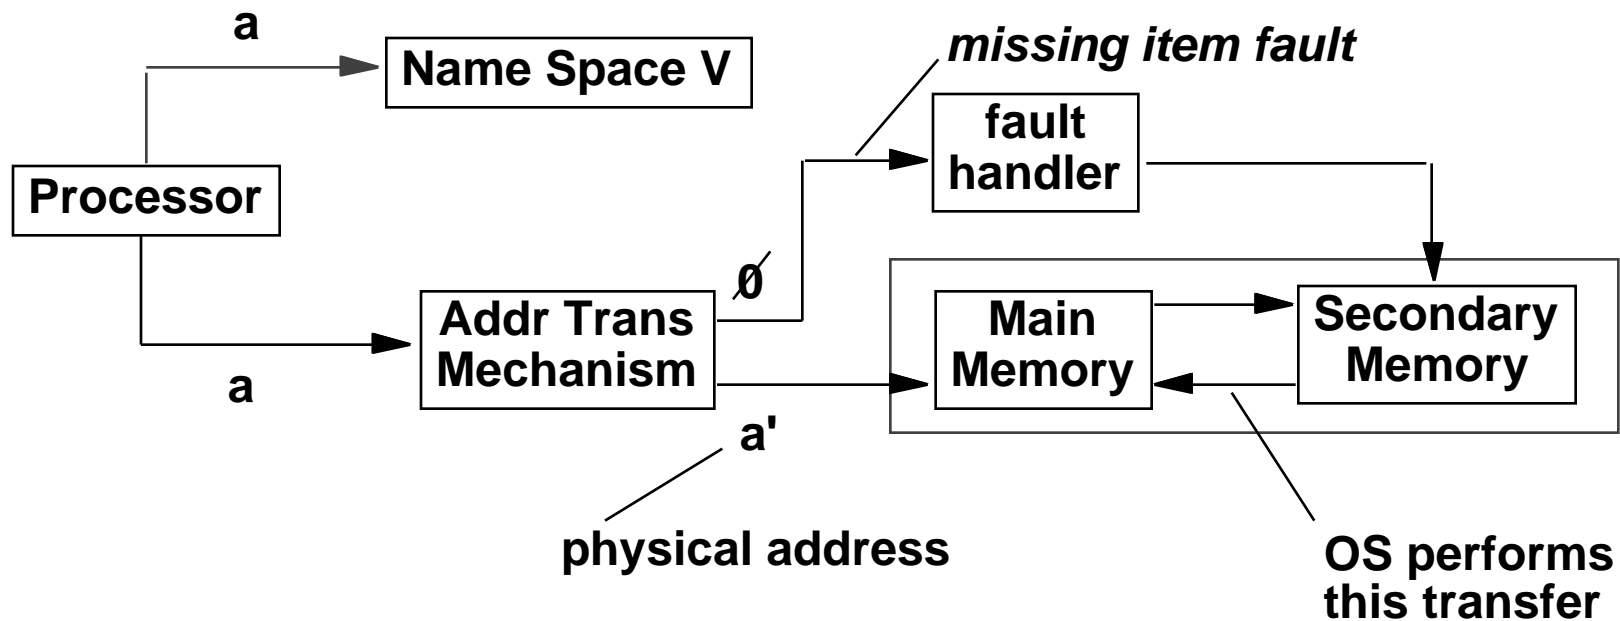 a
Name Space V
missing item fault
fault
handler
Processor
0
Addr Trans
Mechanism
Main
Memory
Secondary
Memory
a
a'
physical address
OS performs
this transfer